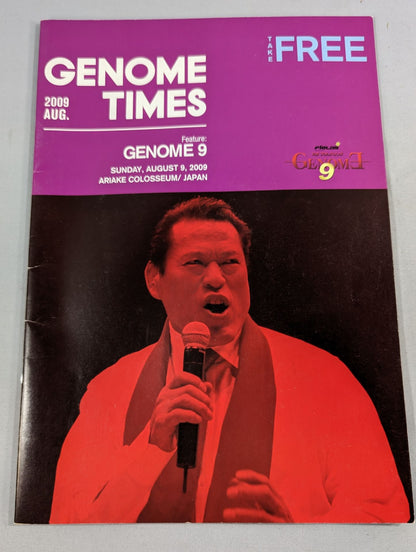 TAKE FREE
GENOME
TIMES
2009
AUG.
Feature:
GENOME 9
SUNDAY, AUGUST 9, 2009
ARIAKE COLOSSEUM/ JAPAN
GENOME
9